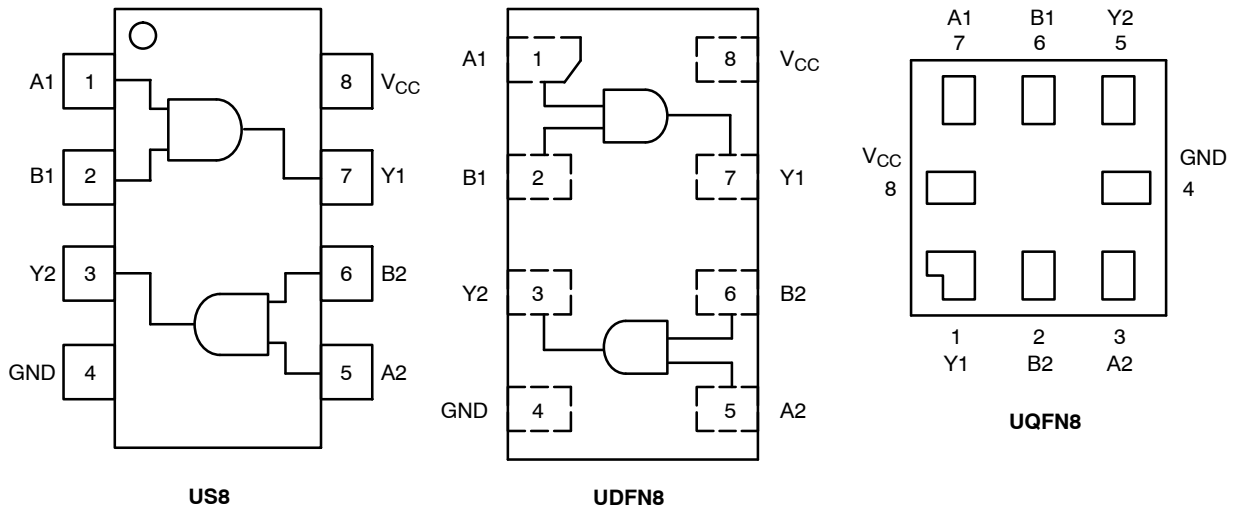 A1 1 8 VCC
B1 2 7 Y1
Y2 3 6 B2
GND 4 5 A2
US8
A1 1 8 VCC
B1 2 7 Y1
Y2 3 6 B2
GND 4 5 A2
UDFN8
A1 B1 Y2
7 6 5
VCC GND
8 4
1 2 3
Y1 B2 A2
UQFN8